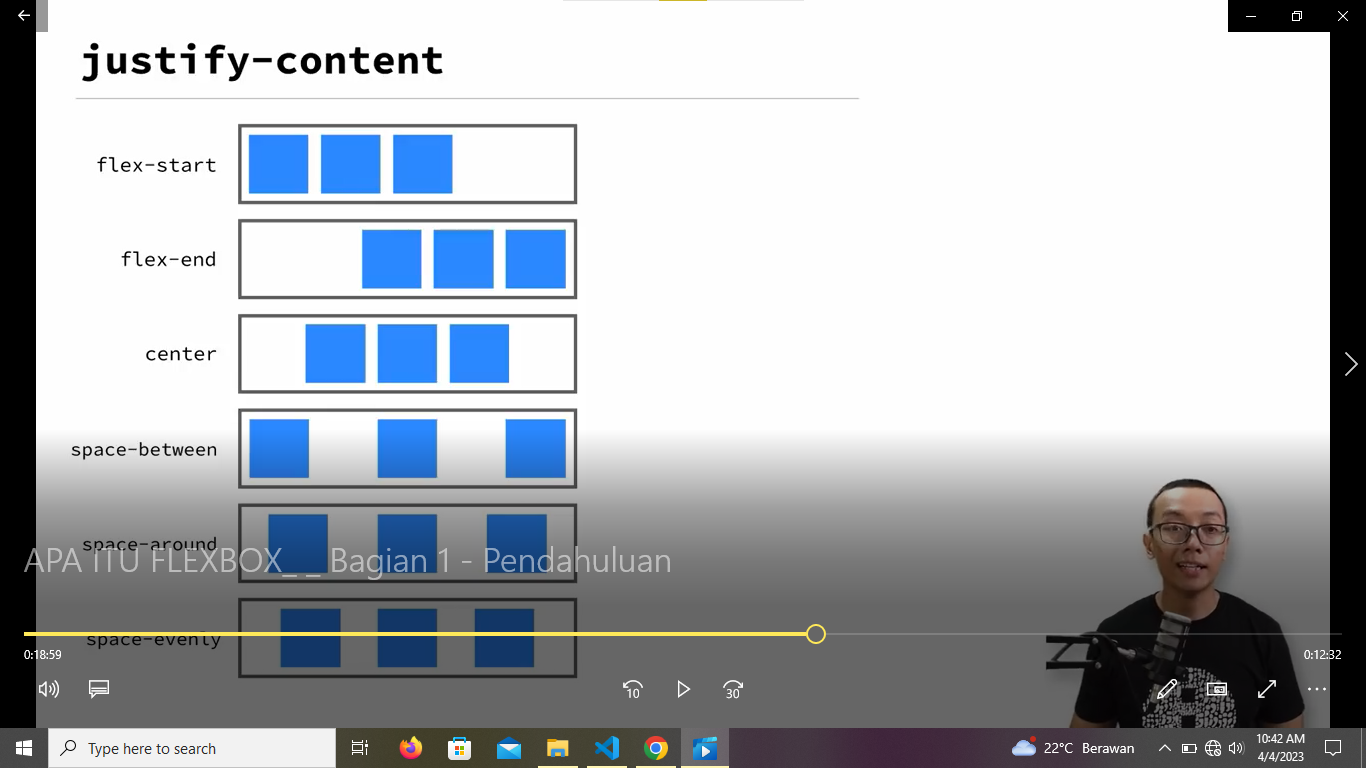 justify-content
flex-start
flex-end
center
space-between
space-around
APA ITU FLEXBOX_ _ Bagian 1 - Pendahuluan
space-evenly
0:18:59
0:12:32
10
30
Type here to search
22°C Berawan
10:42 AM
4/4/2023